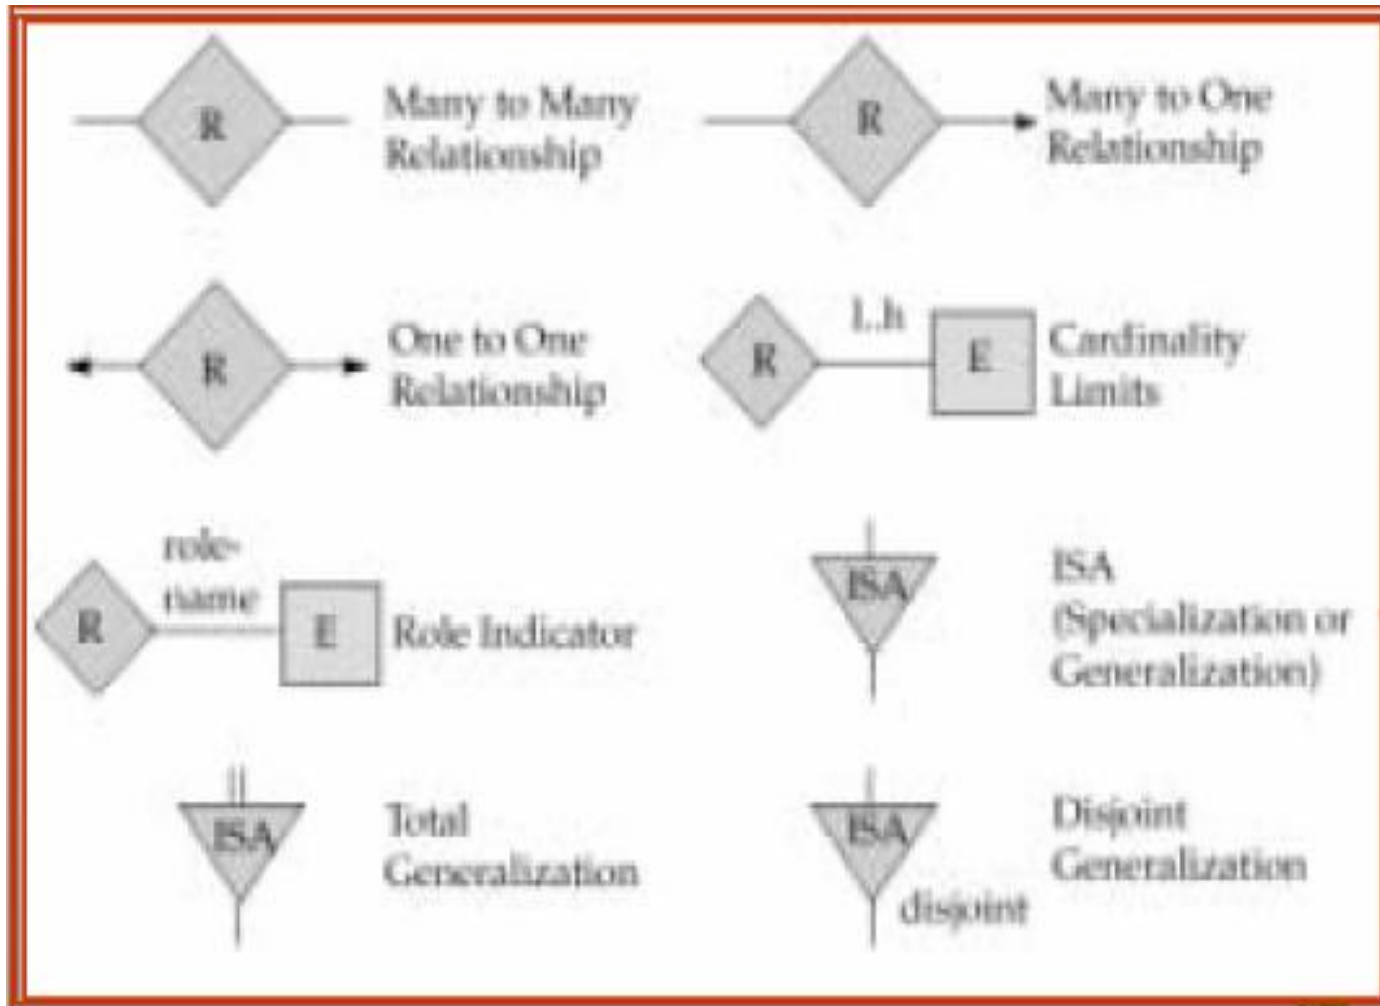 R
Many to Many
Relationship
R
Many to One
Relationship
R
One to One
Relationship
R
l..h
E
Cardinality
Limits
R
role-
name
E
Role Indicator
ISA
ISA
(Specialization or
Generalization)
ISA
Total
Generalization
ISA
disjoint
Disjoint
Generalization